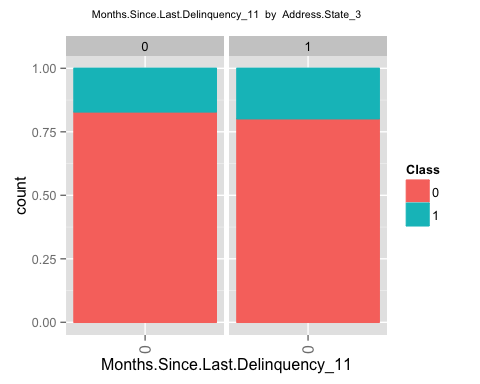 Months.Since.Last.Delinquency_11 by Address.State_3
0 1
1.00
0.75
0.50
0.25
0.00
count
0 0
Months.Since.Last.Delinquency_11
Class
0
1